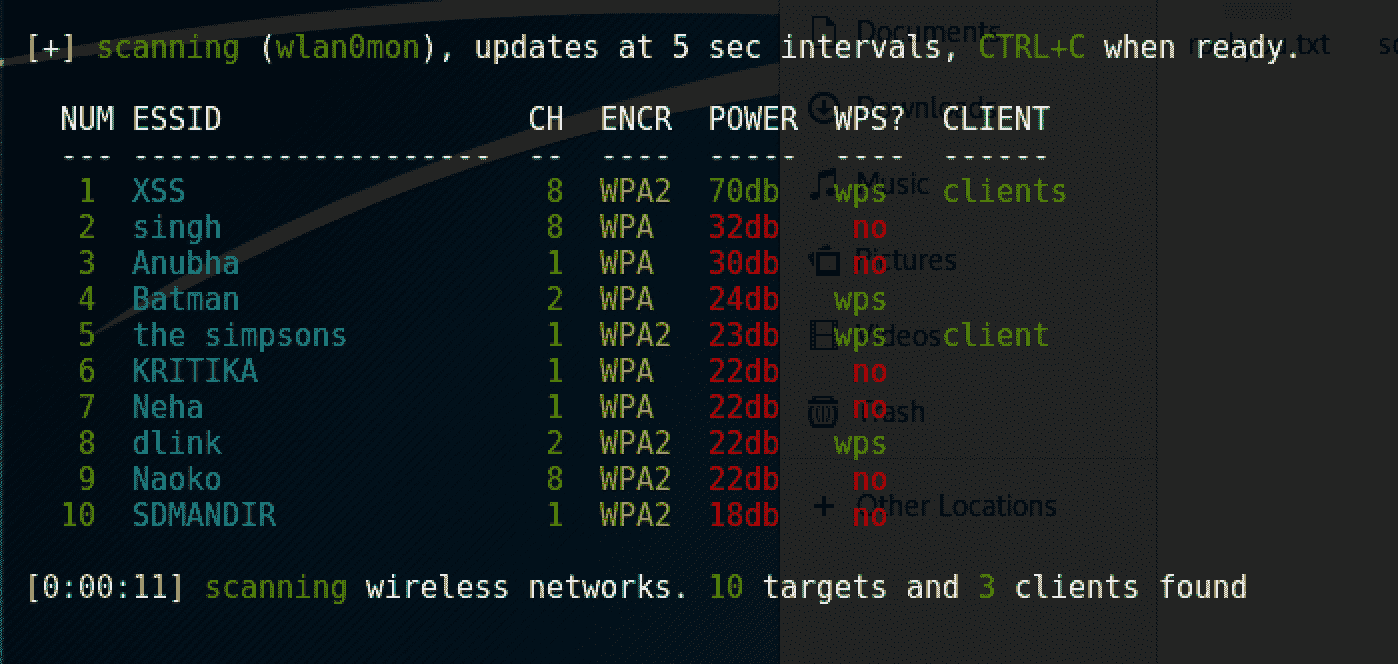 [+] scanning (wlan0mon), updates at 5 sec intervals, CTRL+C when ready.
NUM ESSID CH ENCR POWER WPS? CLIENT
--- -------------------- -- ---- ----- ---- ------
1 XSS 8 WPA2 70db wps clients
2 singh 8 WPA 32db no
3 Anubha 1 WPA 30db no
4 Batman 2 WPA 24db wps
5 the simpsons 1 WPA2 23db wps client
6 KRITIKA 1 WPA2 22db no
7 Neha 1 WPA 22db no
8 dlink 2 WPA2 22db wps
9 Naoko 8 WPA2 22db no
10 SDMANDIR 1 WPA2 18db no
[0:00:11] scanning wireless networks. 10 targets and 3 clients found
Documents
Downloads
Music
Pictures
Videos
Trash
+ Other Locations